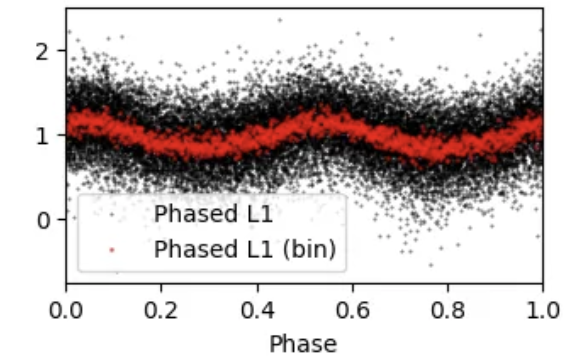 2
1
0
Phased L1
Phased L1 (bin)
0.0 0.2 0.4 0.6 0.8 1.0
Phase